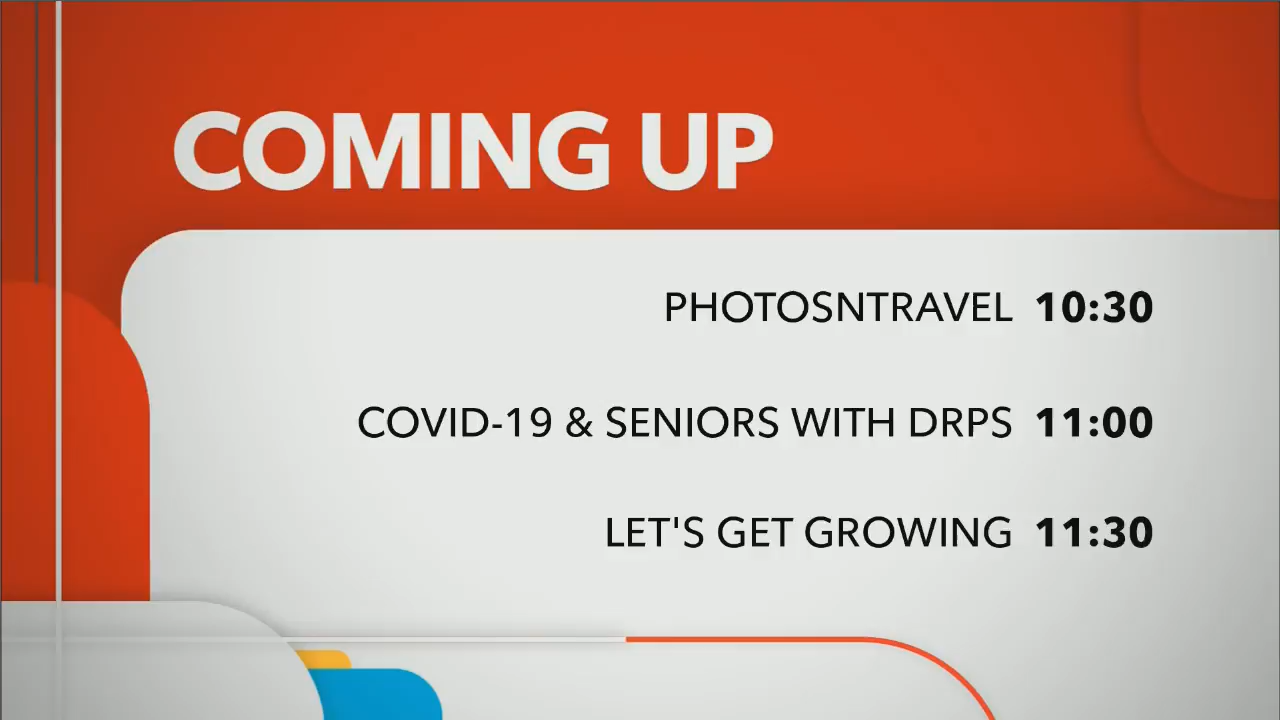 COMING UP
PHOTOSNTRAVEL 10:30
COVID-19 & SENIORS WITH DRPS 11:00
LET'S GET GROWING 11:30